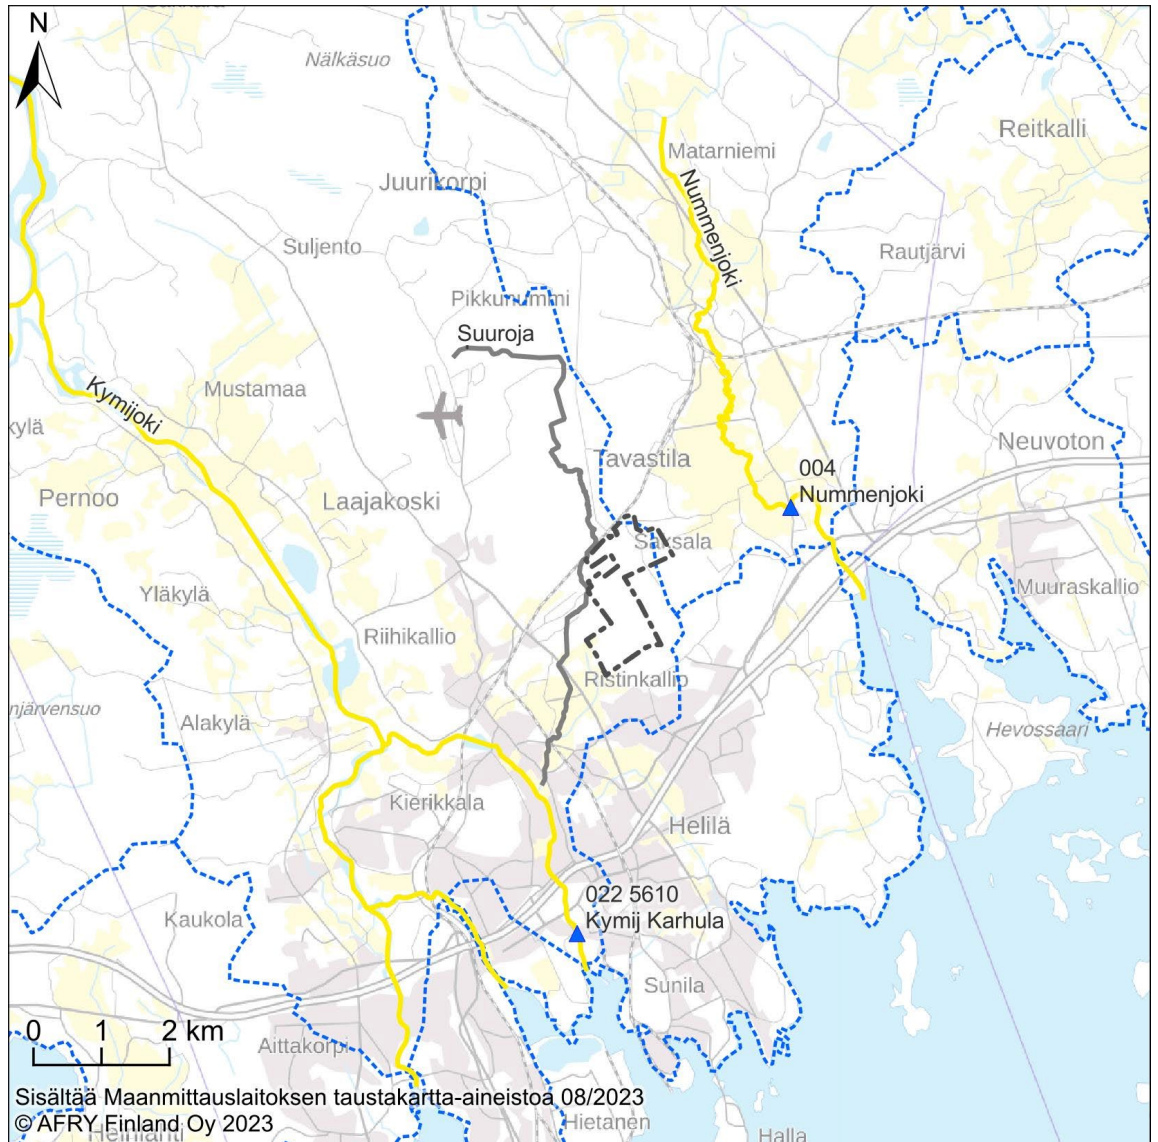 N
Nälkäsuo
Matarniemi
Reitkalli
Juurikorpi
Nummenjoki
Suljento
Rautjärvi
Pikkunummi
Suuroja
Mustamaa
Kymijoki
kylä
Tavastila
Neuvoton
004
Nummenjoki
Pernoo
Laajakoski
Saksala
Muuraskallio
Yläkylä
Riihikallio
Ristinkallio
njärvensuo
Alakylä
Hevossaari
Kierikkala
Helilä
022 5610
Kymij Karhula
Kaukola
Sunila
0 1 2 km
Aittakorpi
Sisältää Maanmittauslaitoksen taustakartta-aineistoa 08/2023
© AFRY Finland Oy 2023
Hietanen
Halla